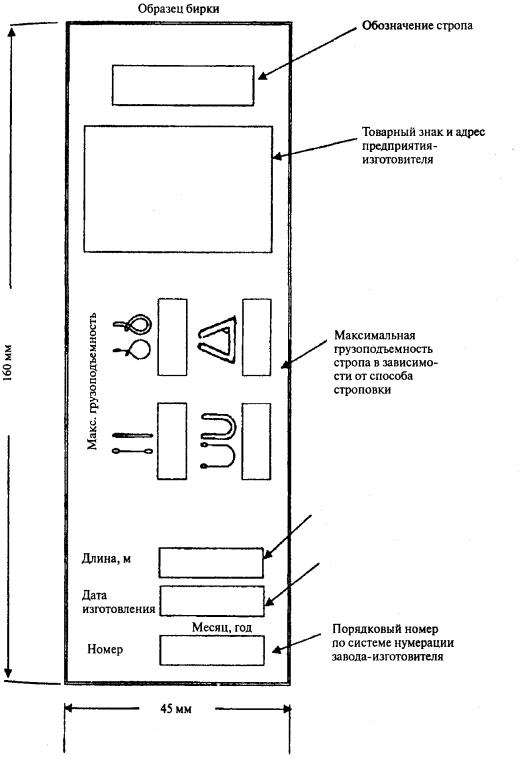 Образец бирки
Обозначение стропа
Товарный знак и адрес
предприятия-
изготовителя
160 мм
Макс. грузоподъемность
Максимальная
грузоподъемность
стропа в зависимо-
сти от способа
строповки
Длина, м
Дата
изготовления
Месяц, год
Номер
Порядковый номер
по системе нумерации
завода-изготовителя
45 мм